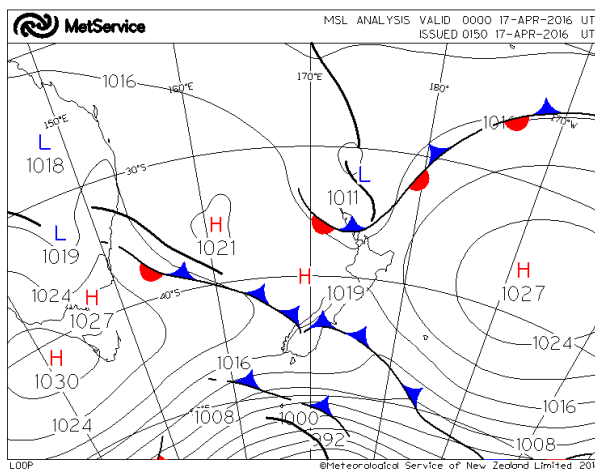 MetService
MSL ANALYSIS VALID 0000 17-APR-2016 UT
ISSUED 0150 17-APR-2016 UT
170°E
180°
1016
160°E
150°E
170°W
L
1018
30°S
L
1011
H
1021
L
1019
H
1019
H
1027
1024
H
1027
40°S
H
1030
1024
1016
1024
1008
1000
992
1016
1008
LOOP
©Meteorological Service of New Zealand Limited 201